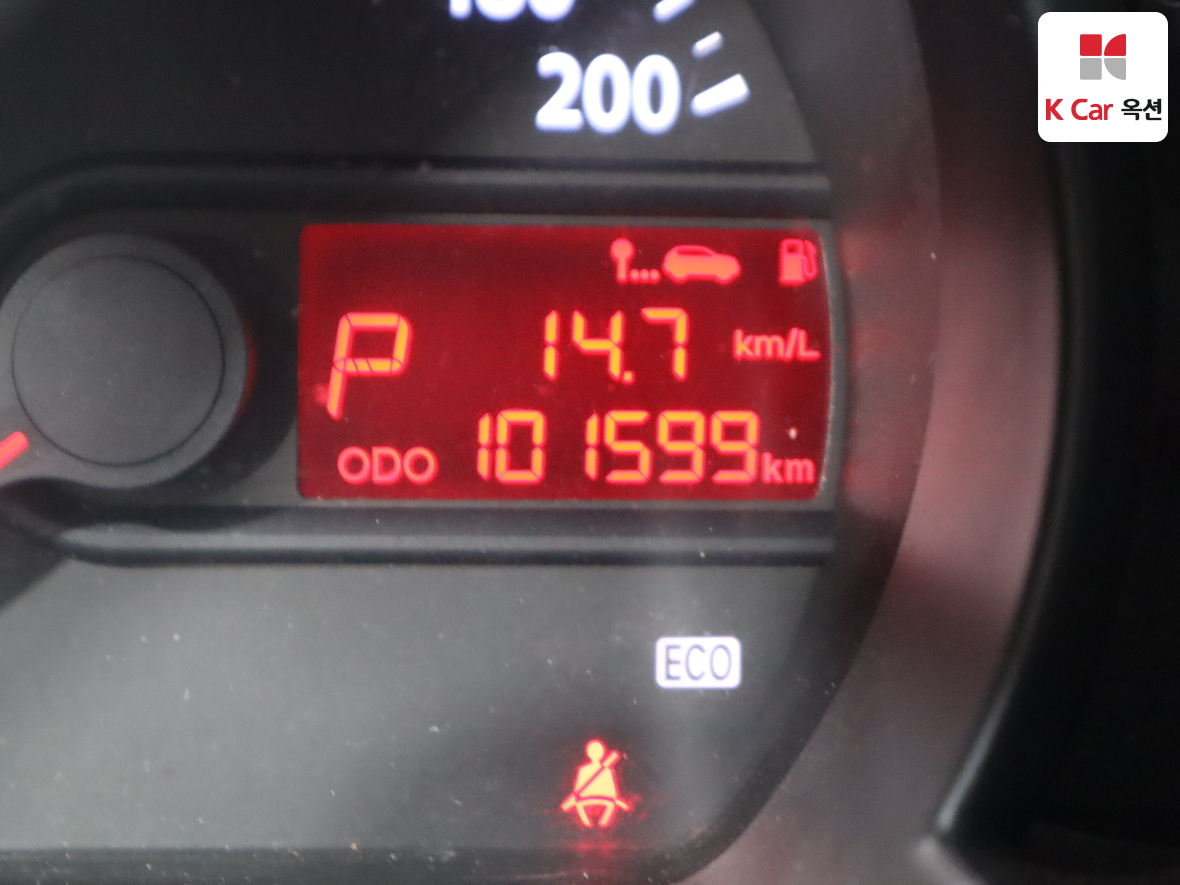 200
K Car 옥션
P 14.7 km/L
ODO 101599 km
ECO